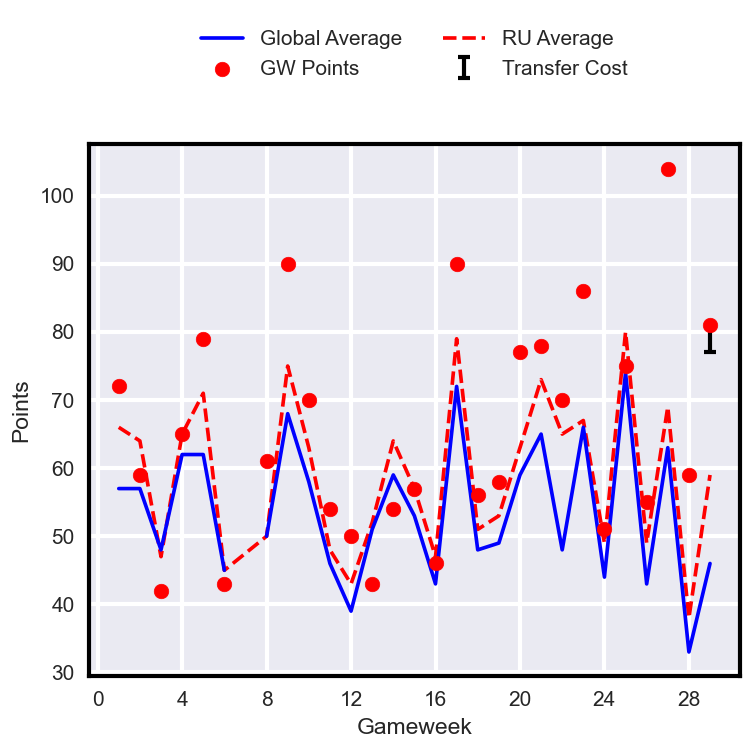 Global Average
RU Average
GW Points
Transfer Cost
100
90
80
70
60
50
40
30
Points
0 4 8 12 16 20 24 28
Gameweek